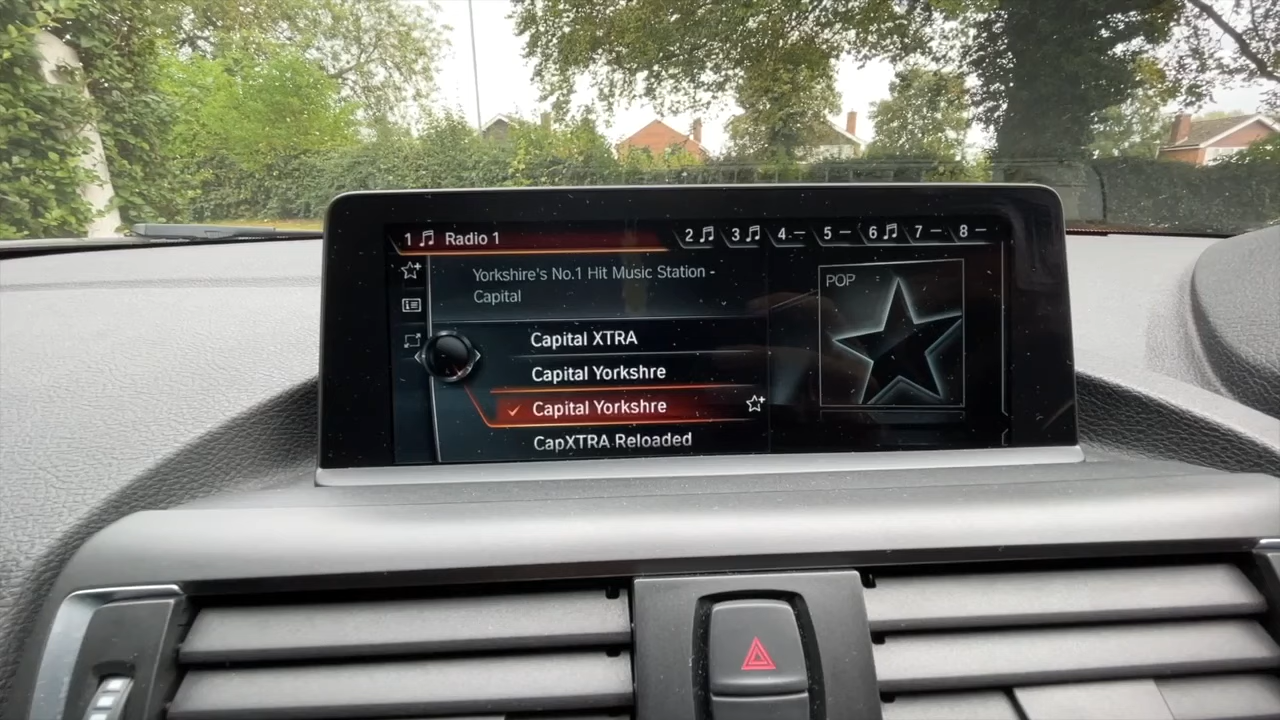 1 Radio 1 2 3 4 – 5 – 6 7 – 8 –
Yorkshire's No.1 Hit Music Station -
Capital
POP
Capital XTRA
Capital Yorkshre
Capital Yorkshre
CapXTRA Reloaded